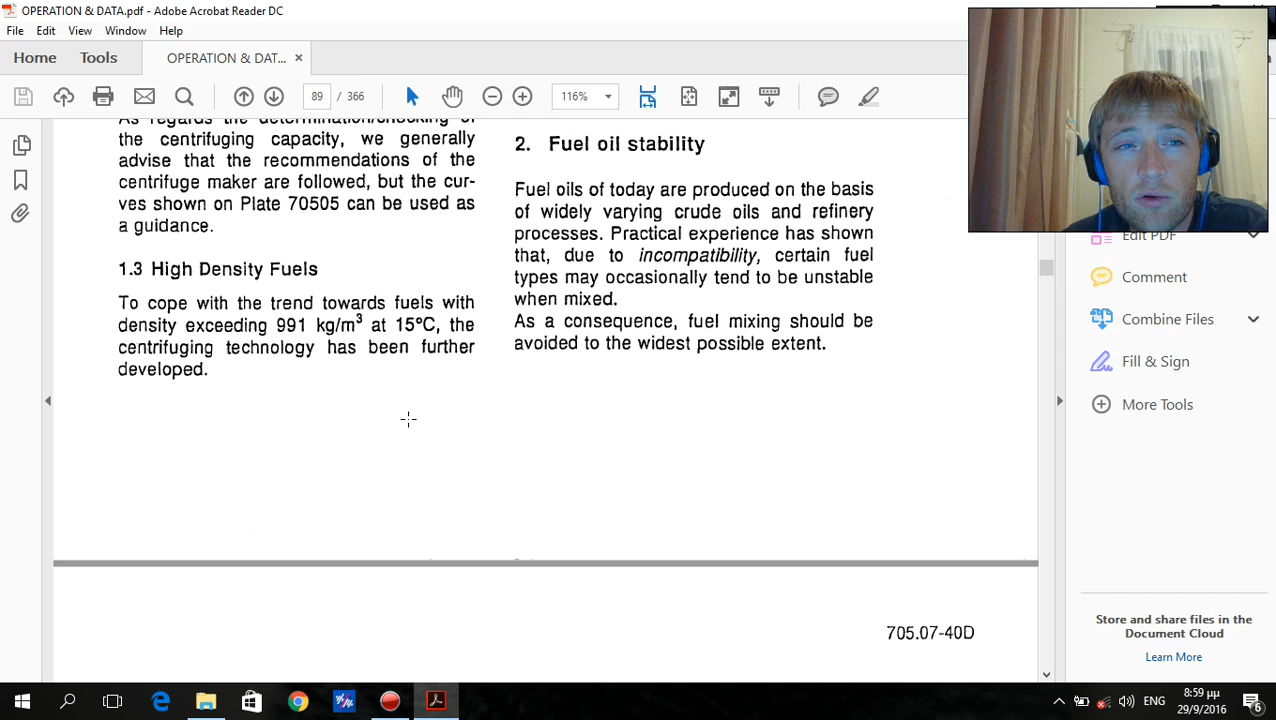 OPERATION & DATA.pdf - Adobe Acrobat Reader DC
File Edit View Window Help
Home Tools OPERATION & DAT... ×
89 / 366 116%
As regards the determination/checking of
the centrifuging capacity, we generally
advise that the recommendations of the
centrifuge maker are followed, but the cur-
ves shown on Plate 70505 can be used as
a guidance.
1.3 High Density Fuels
To cope with the trend towards fuels with
density exceeding 991 kg/m³ at 15°C, the
centrifuging technology has been further
developed.
2. Fuel oil stability
Fuel oils of today are produced on the basis
of widely varying crude oils and refinery
processes. Practical experience has shown
that, due to incompatibility, certain fuel
types may occasionally tend to be unstable
when mixed.
As a consequence, fuel mixing should be
avoided to the widest possible extent.
705.07-40D
Edit PDF
Comment
Combine Files
Fill & Sign
More Tools
Store and share files in the
Document Cloud
Learn More
ENG
8:59 μμ
29/9/2016
6